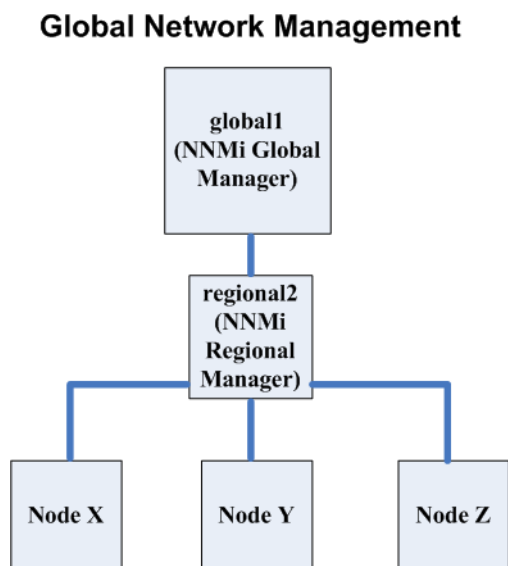 Global Network Management
global1
(NNMi Global
Manager)
regional2
(NNMi
Regional
Manager)
Node X
Node Y
Node Z